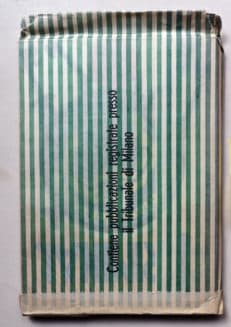 Contiene pubblicazioni registrate presso
il Tribunale di Milano